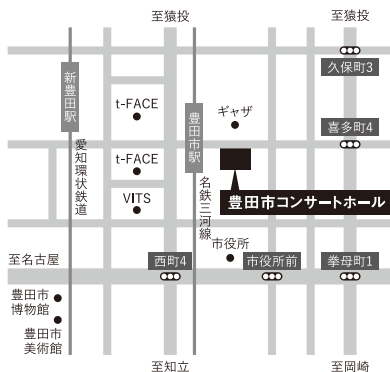 至猿投
至猿投
久保町3
新豊田駅
t-FACE
豊田市駅
ギャザ
喜多町4
愛知環状鉄道
t-FACE
名鉄三河線
VITS
豊田市コンサートホール
至名古屋
西町4
市役所
市役所前
挙母町1
豊田市
博物館
豊田市
美術館
至知立
至岡崎